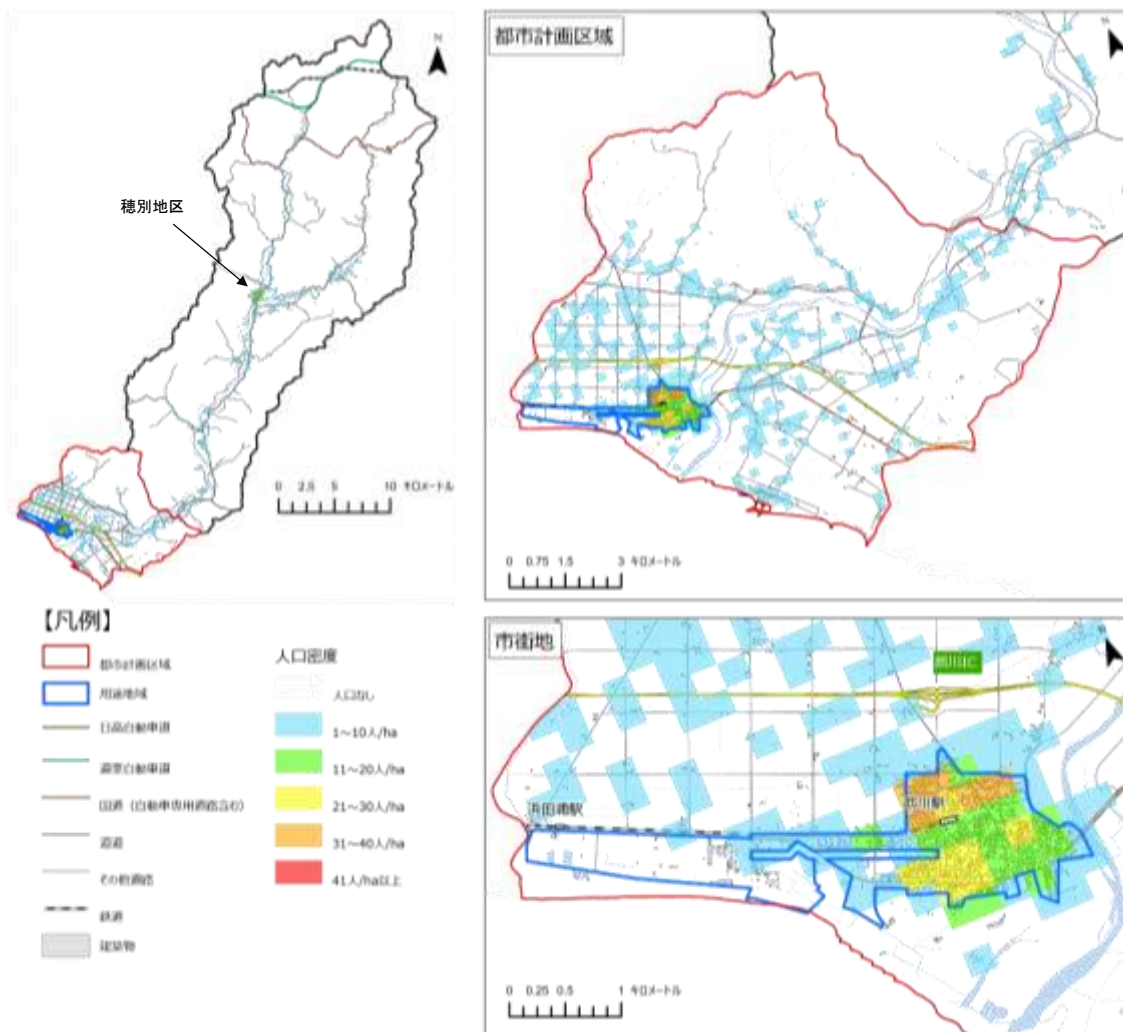 N
穂別地区
0 2.5 5 10 キロメートル
都市計画区域
N
0 0.75 1.5 3 キロメートル
【凡例】
都市計画区域
用途地域
日高自動車道
道東自動車道
国道（自動車専用道路含む）
道道
その他道路
鉄道
建築物
人口密度
人口なし
1～10人/ha
11～20人/ha
21～30人/ha
31～40人/ha
41人/ha以上
市街地
浜田浦駅
鵡川駅
0 0.25 0.5 1 キロメートル